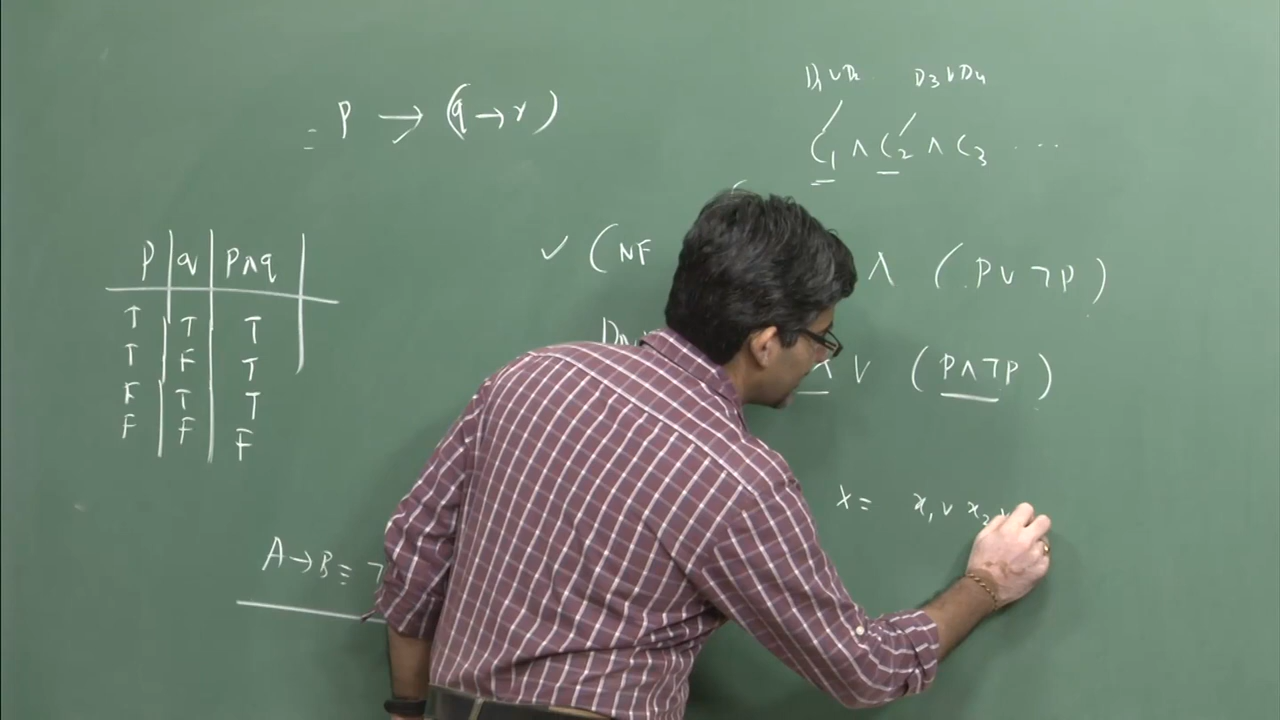 = P → (q → r)
D1 ∨ D2 D3 ∨ D4
C1 ∧ C2 ∧ C3 ...
P q P∧q
T T T
T F T
F T T
F F F
✓ CNF ∧ (P ∨ ¬P)
∧ ∨ (P∧¬P)
x = x1 ∨ x2 ∨
A → B ≡ ¬